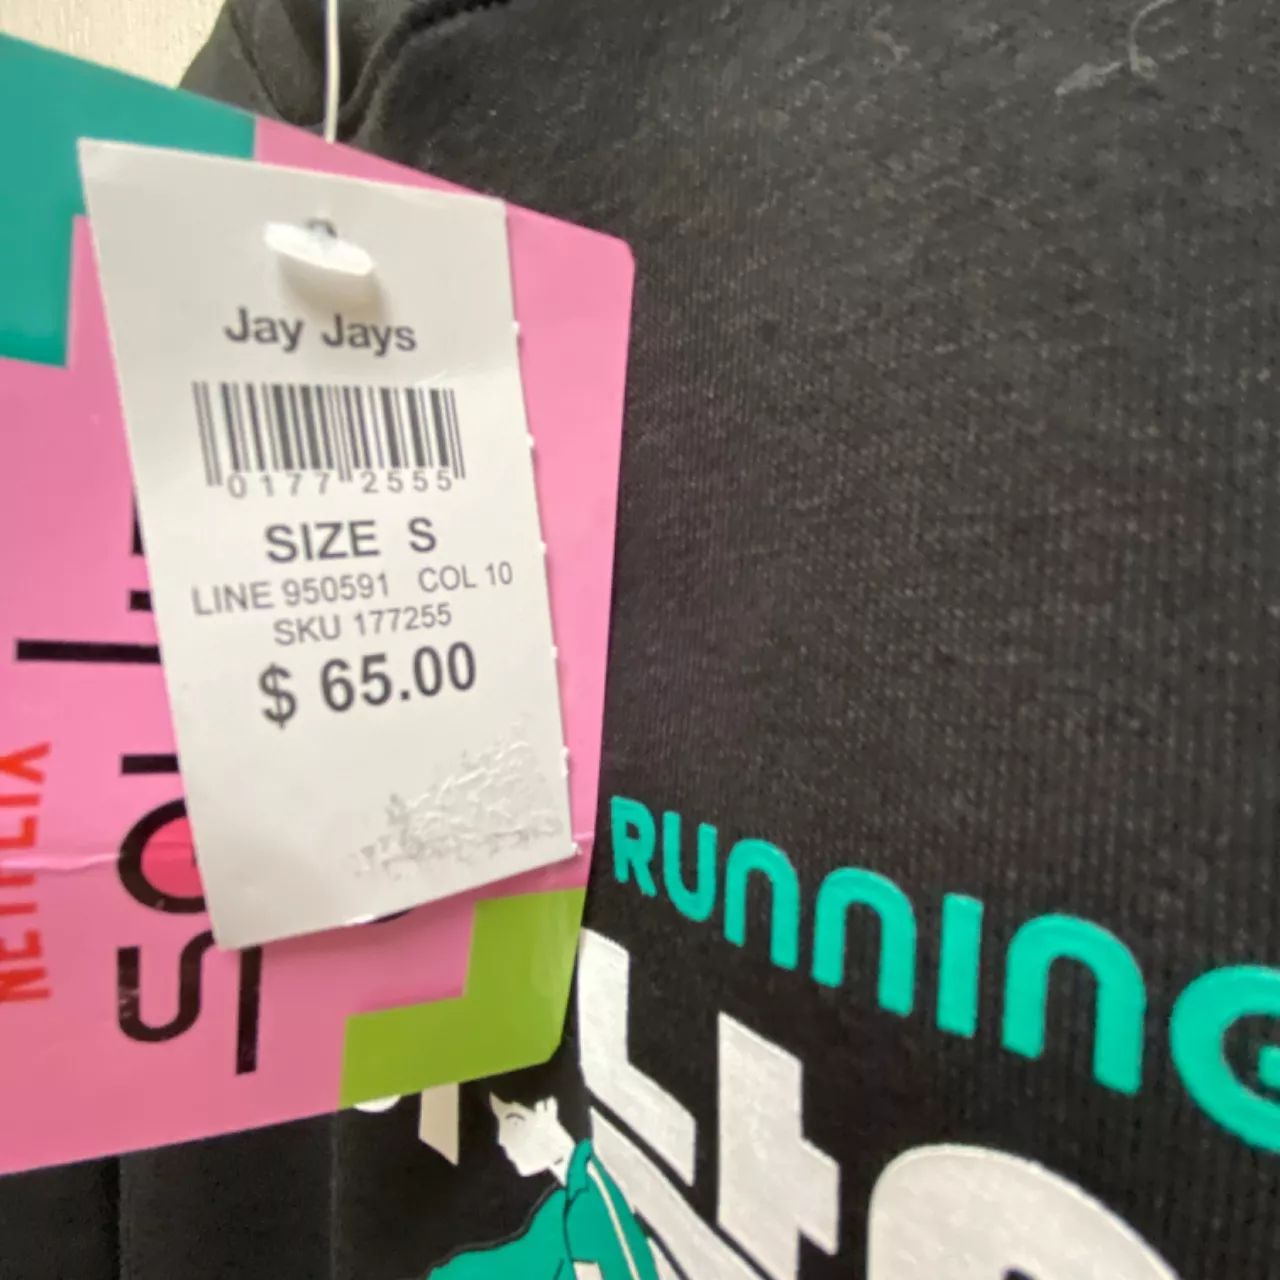 Jay Jays
0177 2555
SIZE S
LINE 950591 COL 10
SKU 177255
$ 65.00
NETFLIX
RUNNING